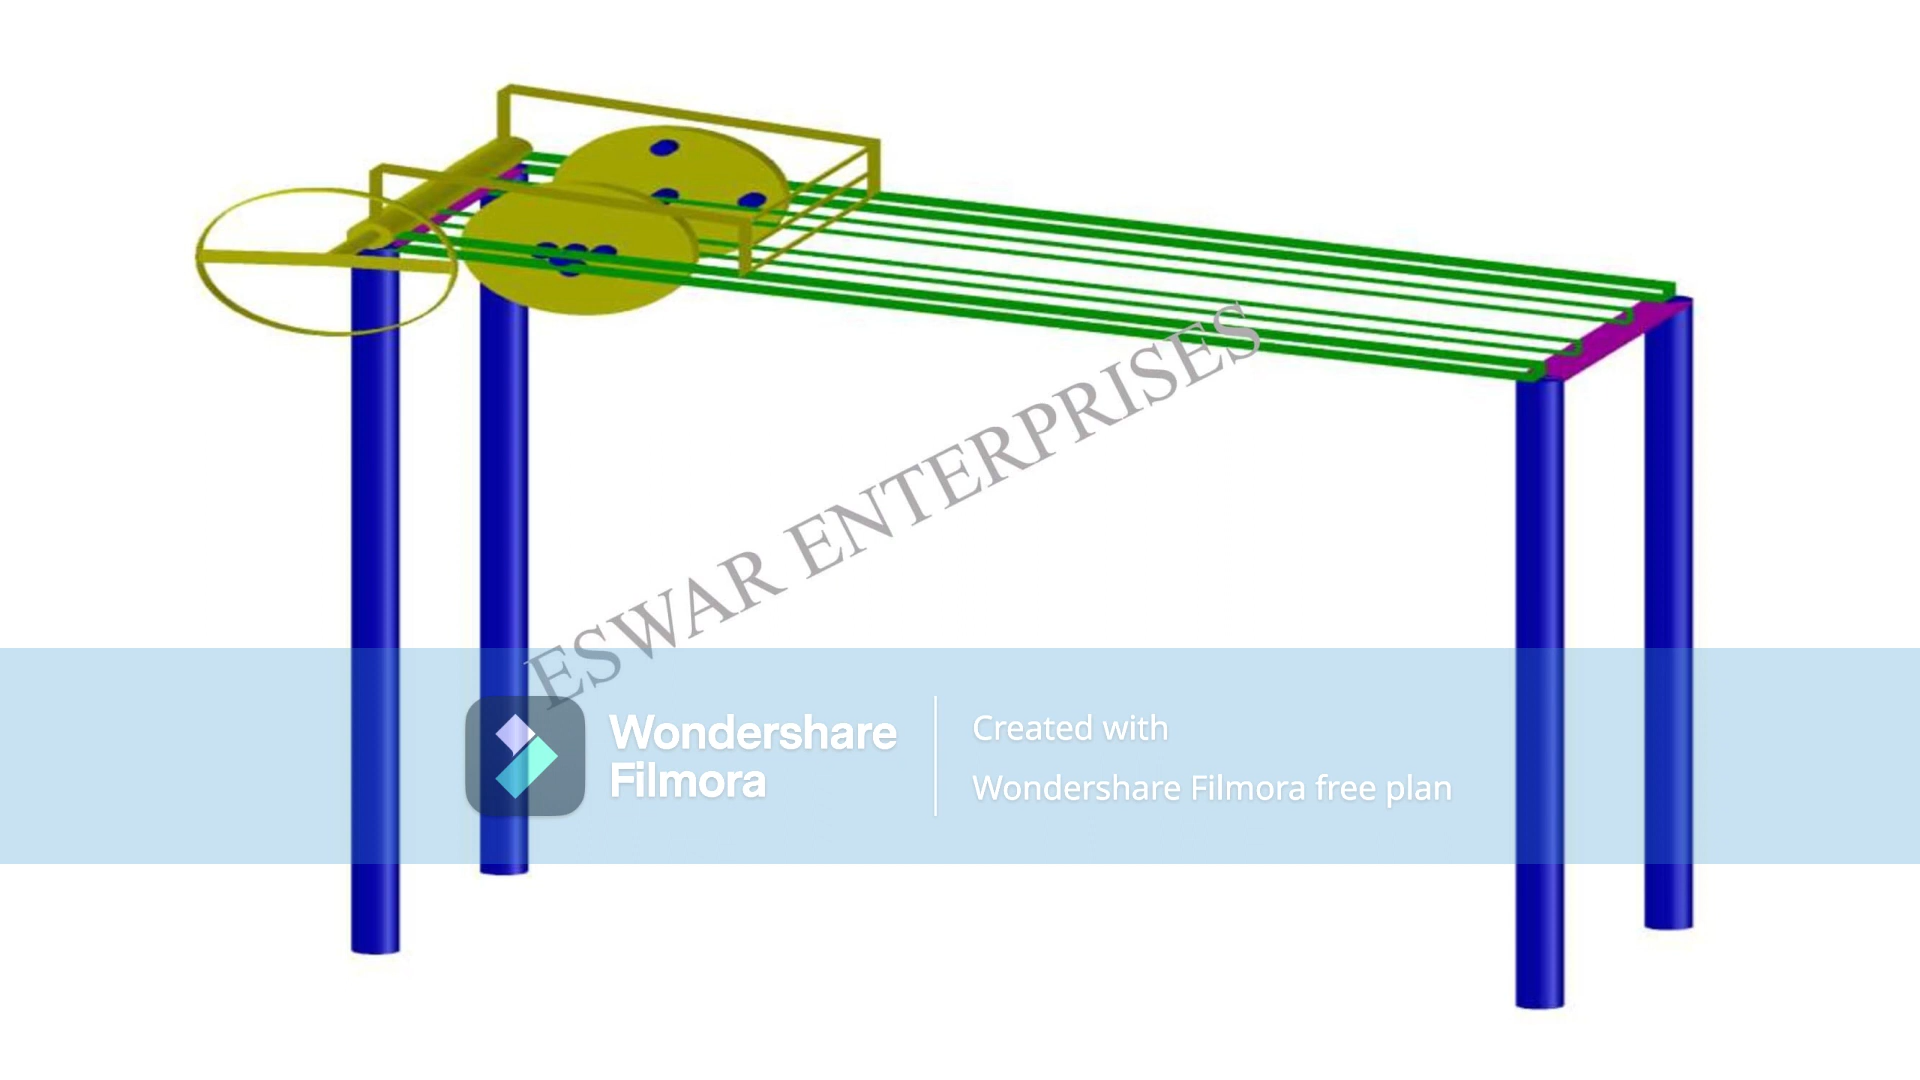 ESWAR ENTERPRISES
Wondershare
Filmora
Created with
Wondershare Filmora free plan